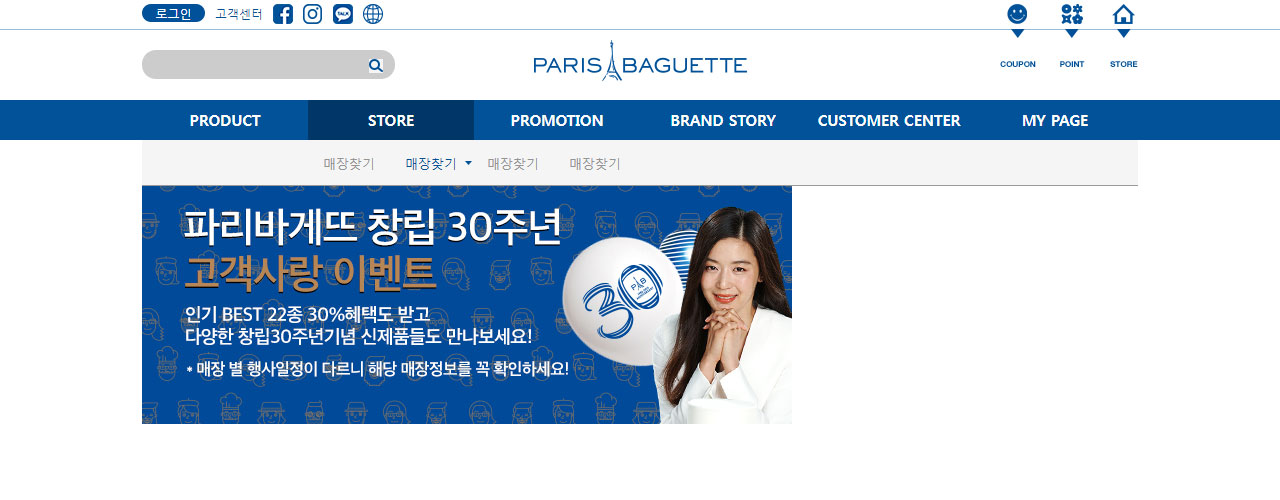 로그인 고객센터 TALK
PARIS BAGUETTE
COUPON POINT STORE
PRODUCT STORE PROMOTION BRAND STORY CUSTOMER CENTER MY PAGE
매장찾기 매장찾기 매장찾기 매장찾기
파리바게뜨 창립 30주년
고객사랑 이벤트
인기 BEST 22종 30%혜택도 받고
다양한 창립30주년기념 신제품들도 만나보세요!
* 매장 별 행사일정이 다르니 해당 매장정보를 꼭 확인하세요!
30
PB